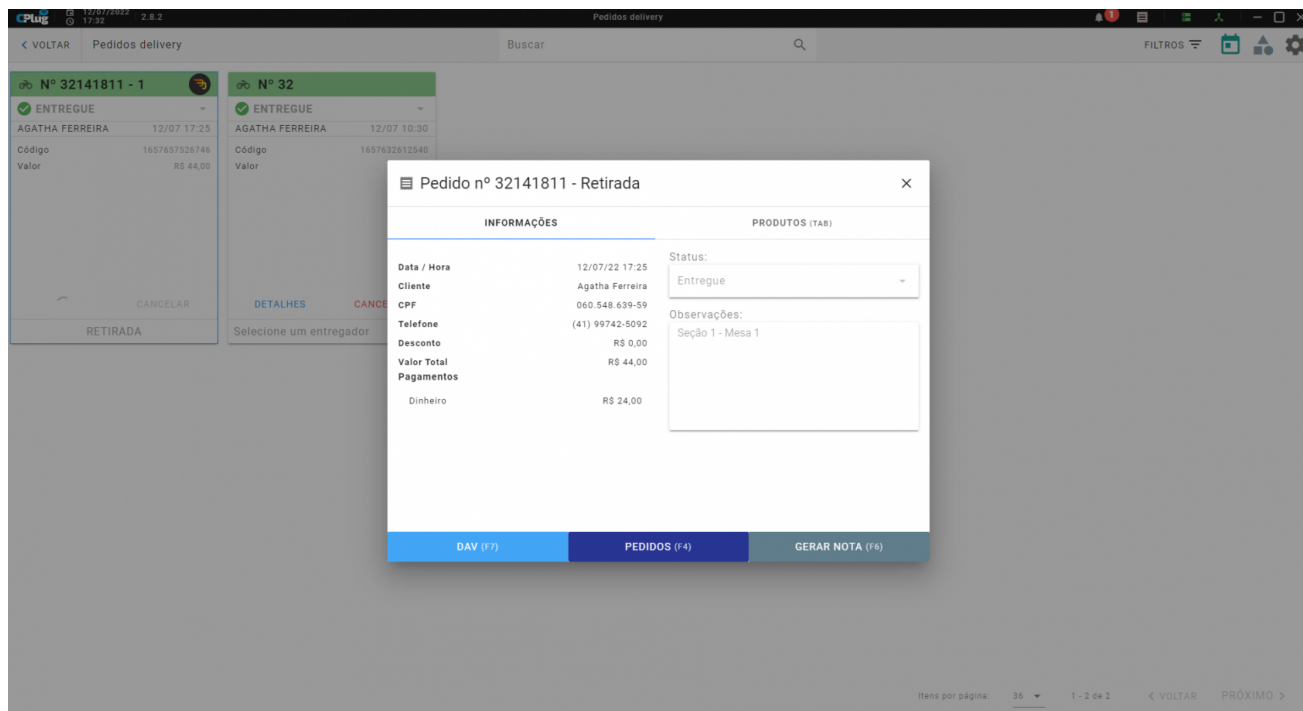 CPlug 12/07/2022 17:32 2.8.2 Pedidos delivery 1
VOLTAR Pedidos delivery Buscar FILTROS
Nº 32141811 - 1
ENTREGUE
AGATHA FERREIRA 12/07 17:25
Código 1657657526746
Valor R$ 44,00
CANCELAR
RETIRADA
Nº 32
ENTREGUE
AGATHA FERREIRA 12/07 10:30
Código 1657632612540
Valor
DETALHES CANCE
Selecione um entregador
Pedido nº 32141811 - Retirada
INFORMAÇÕES PRODUTOS (TAB)
Data / Hora 12/07/22 17:25
Cliente Agatha Ferreira
CPF 060.548.639-59
Telefone (41) 99742-5092
Desconto R$ 0,00
Valor Total R$ 44,00
Pagamentos
Dinheiro R$ 24,00
Status:
Entregue
Observações:
Seção 1 - Mesa 1
DAV (F7) PEDIDOS (F4) GERAR NOTA (F6)
Itens por página: 36 1 - 2 de 2 VOLTAR PRÓXIMO